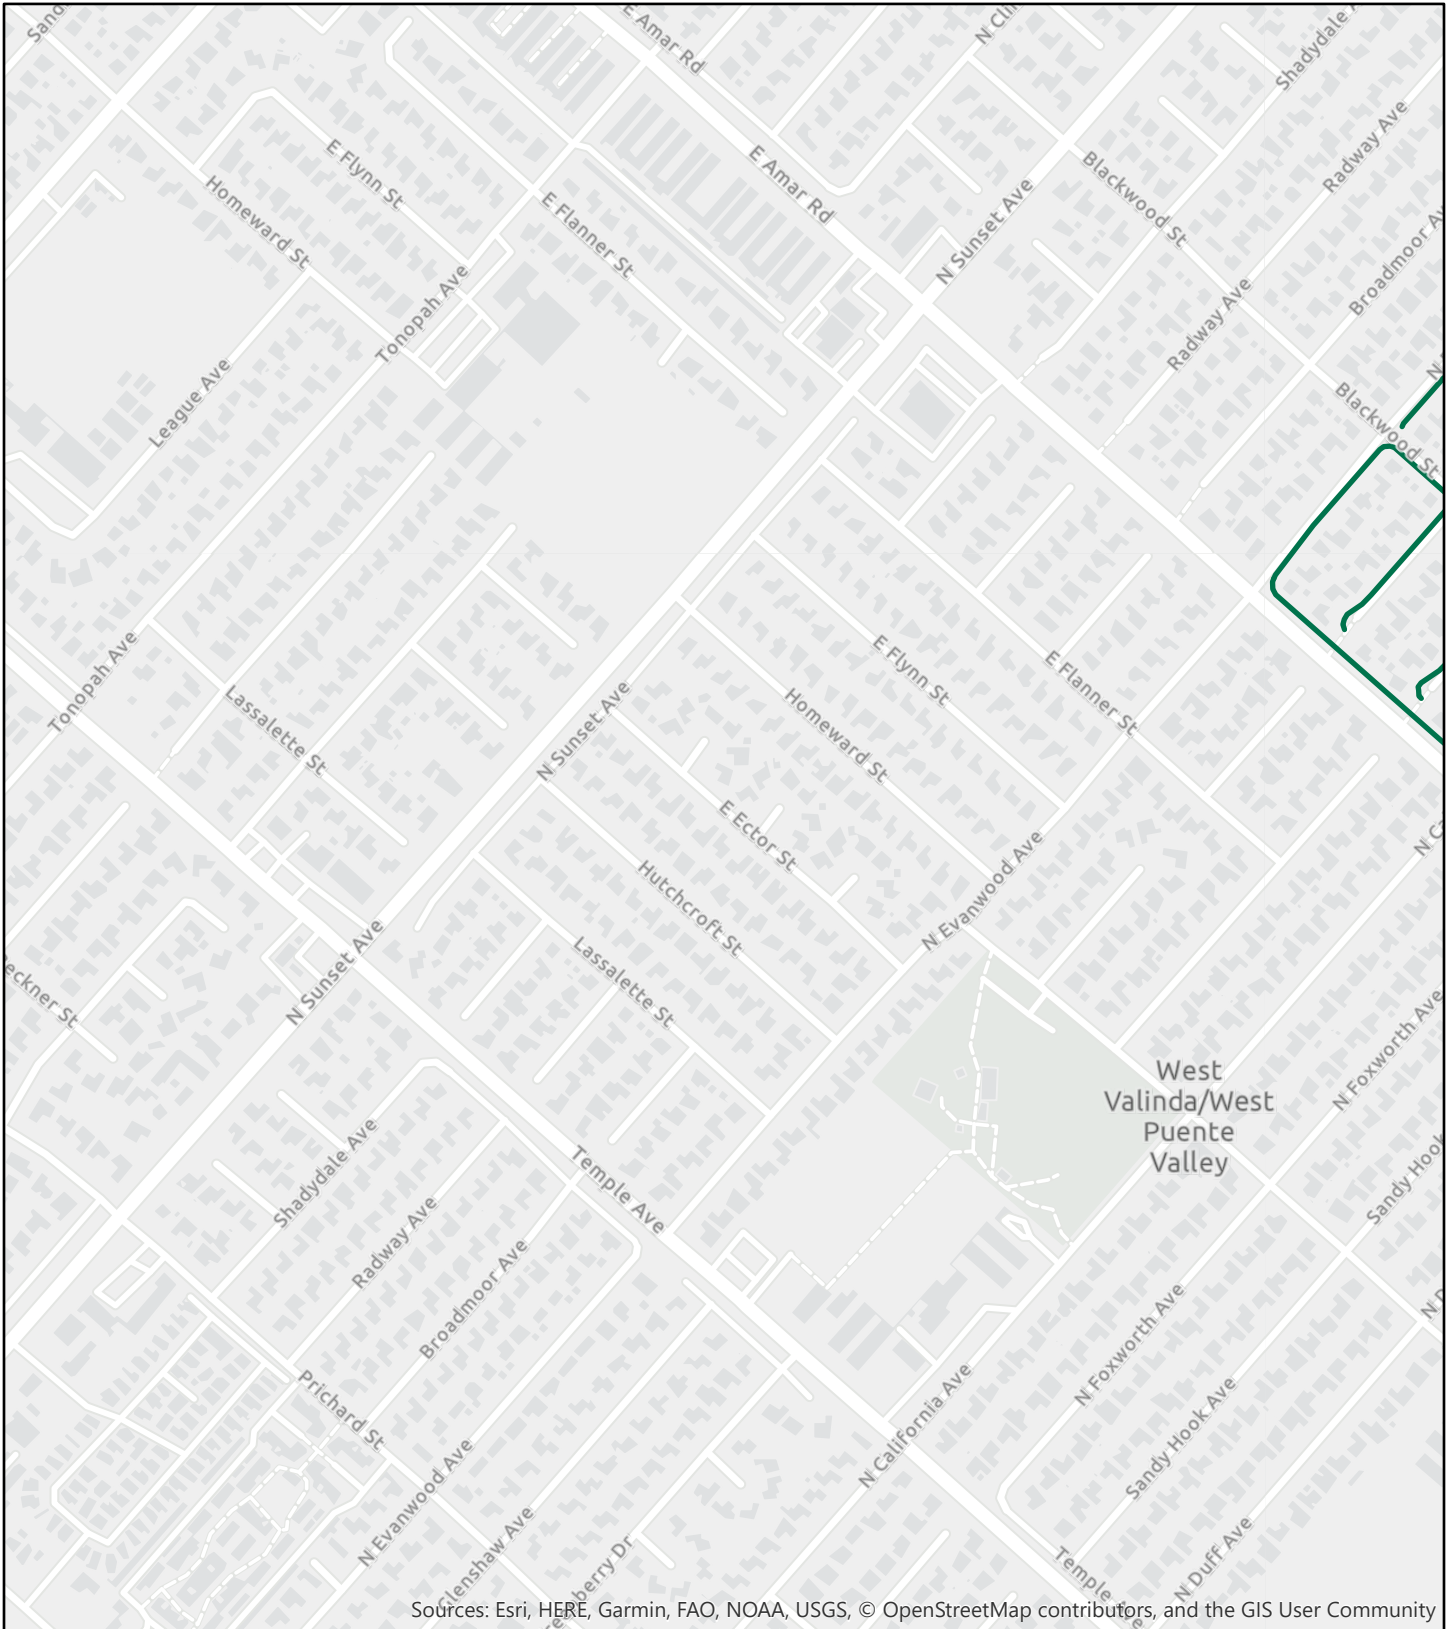 E Amar Rd
Shadydale
Radway Ave
E Flynn St
E Amar Rd
Blackwood St
Homeward St
E Flanner St
N Sunset Ave
Broadmoor
Tonopah Ave
Radway Ave
League Ave
Blackwood St
Tonopah Ave
E Flynn St
E Flanner St
Lassalette St
N Sunset Ave
Homeward St
E Ector St
Hutchcroft St
N Evanwood Ave
N Sunset Ave
Lassalette St
eckner St
N Foxworth Ave
West
Valinda/West
Puente
Valley
Shadydale Ave
Temple Ave
Sandy Hook
Radway Ave
Broadmoor Ave
N Foxworth Ave
Prichard St
N California Ave
Sandy Hook Ave
N Evanwood Ave
Glenshaw Ave
N Duff Ave
Temple Ave
Sources: Esri, HERE, Garmin, FAO, NOAA, USGS, © OpenStreetMap contributors, and the GIS User Community